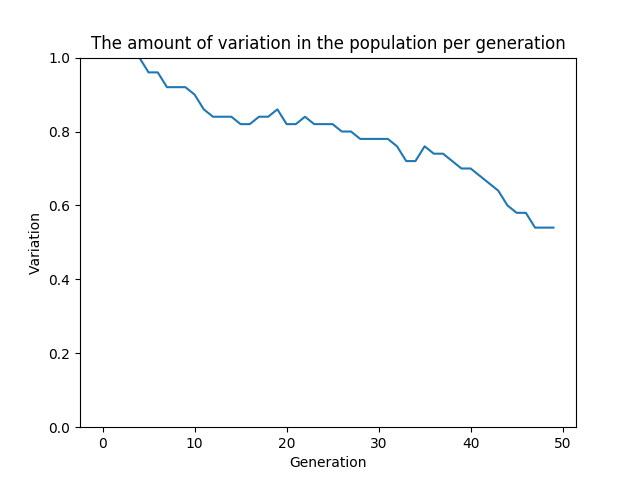 The amount of variation in the population per generation
1.0
0.8
0.6
0.4
0.2
0.0
Variation
0 10 20 30 40 50
Generation